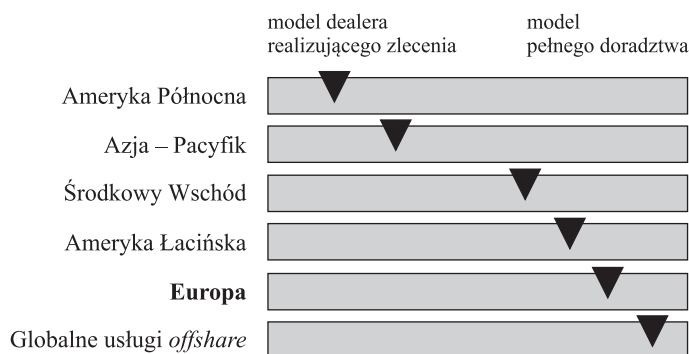 model dealera
realizującego zlecenia
model
pełnego doradztwa
Ameryka Północna
Azja – Pacyfik
Środkowy Wschód
Ameryka Łacińska
Europa
Globalne usługi offshare